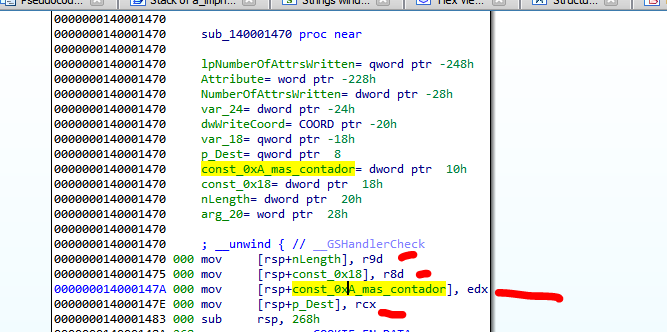 Pseudocod... Stack of a_impr... Strings window... Hex View... Structu...
0000000140001470
0000000140001470 sub_140001470 proc near
0000000140001470
0000000140001470 lpNumberOfAttrsWritten= qword ptr -248h
0000000140001470 Attribute= word ptr -228h
0000000140001470 NumberOfAttrsWritten= dword ptr -28h
0000000140001470 var_24= dword ptr -24h
0000000140001470 dwWriteCoord= COORD ptr -20h
0000000140001470 var_18= qword ptr -18h
0000000140001470 p_Dest= qword ptr 8
0000000140001470 const_0xA_mas_contador= dword ptr 10h
0000000140001470 const_0x18= dword ptr 18h
0000000140001470 nLength= dword ptr 20h
0000000140001470 arg_20= word ptr 28h
0000000140001470
0000000140001470 ; __unwind { // __GSHandlerCheck
0000000140001470 000 mov [rsp+nLength], r9d
0000000140001475 000 mov [rsp+const_0x18], r8d
000000014000147A 000 mov [rsp+const_0xA_mas_contador], edx
000000014000147E 000 mov [rsp+p_Dest], rcx
0000000140001483 000 sub rsp, 268h